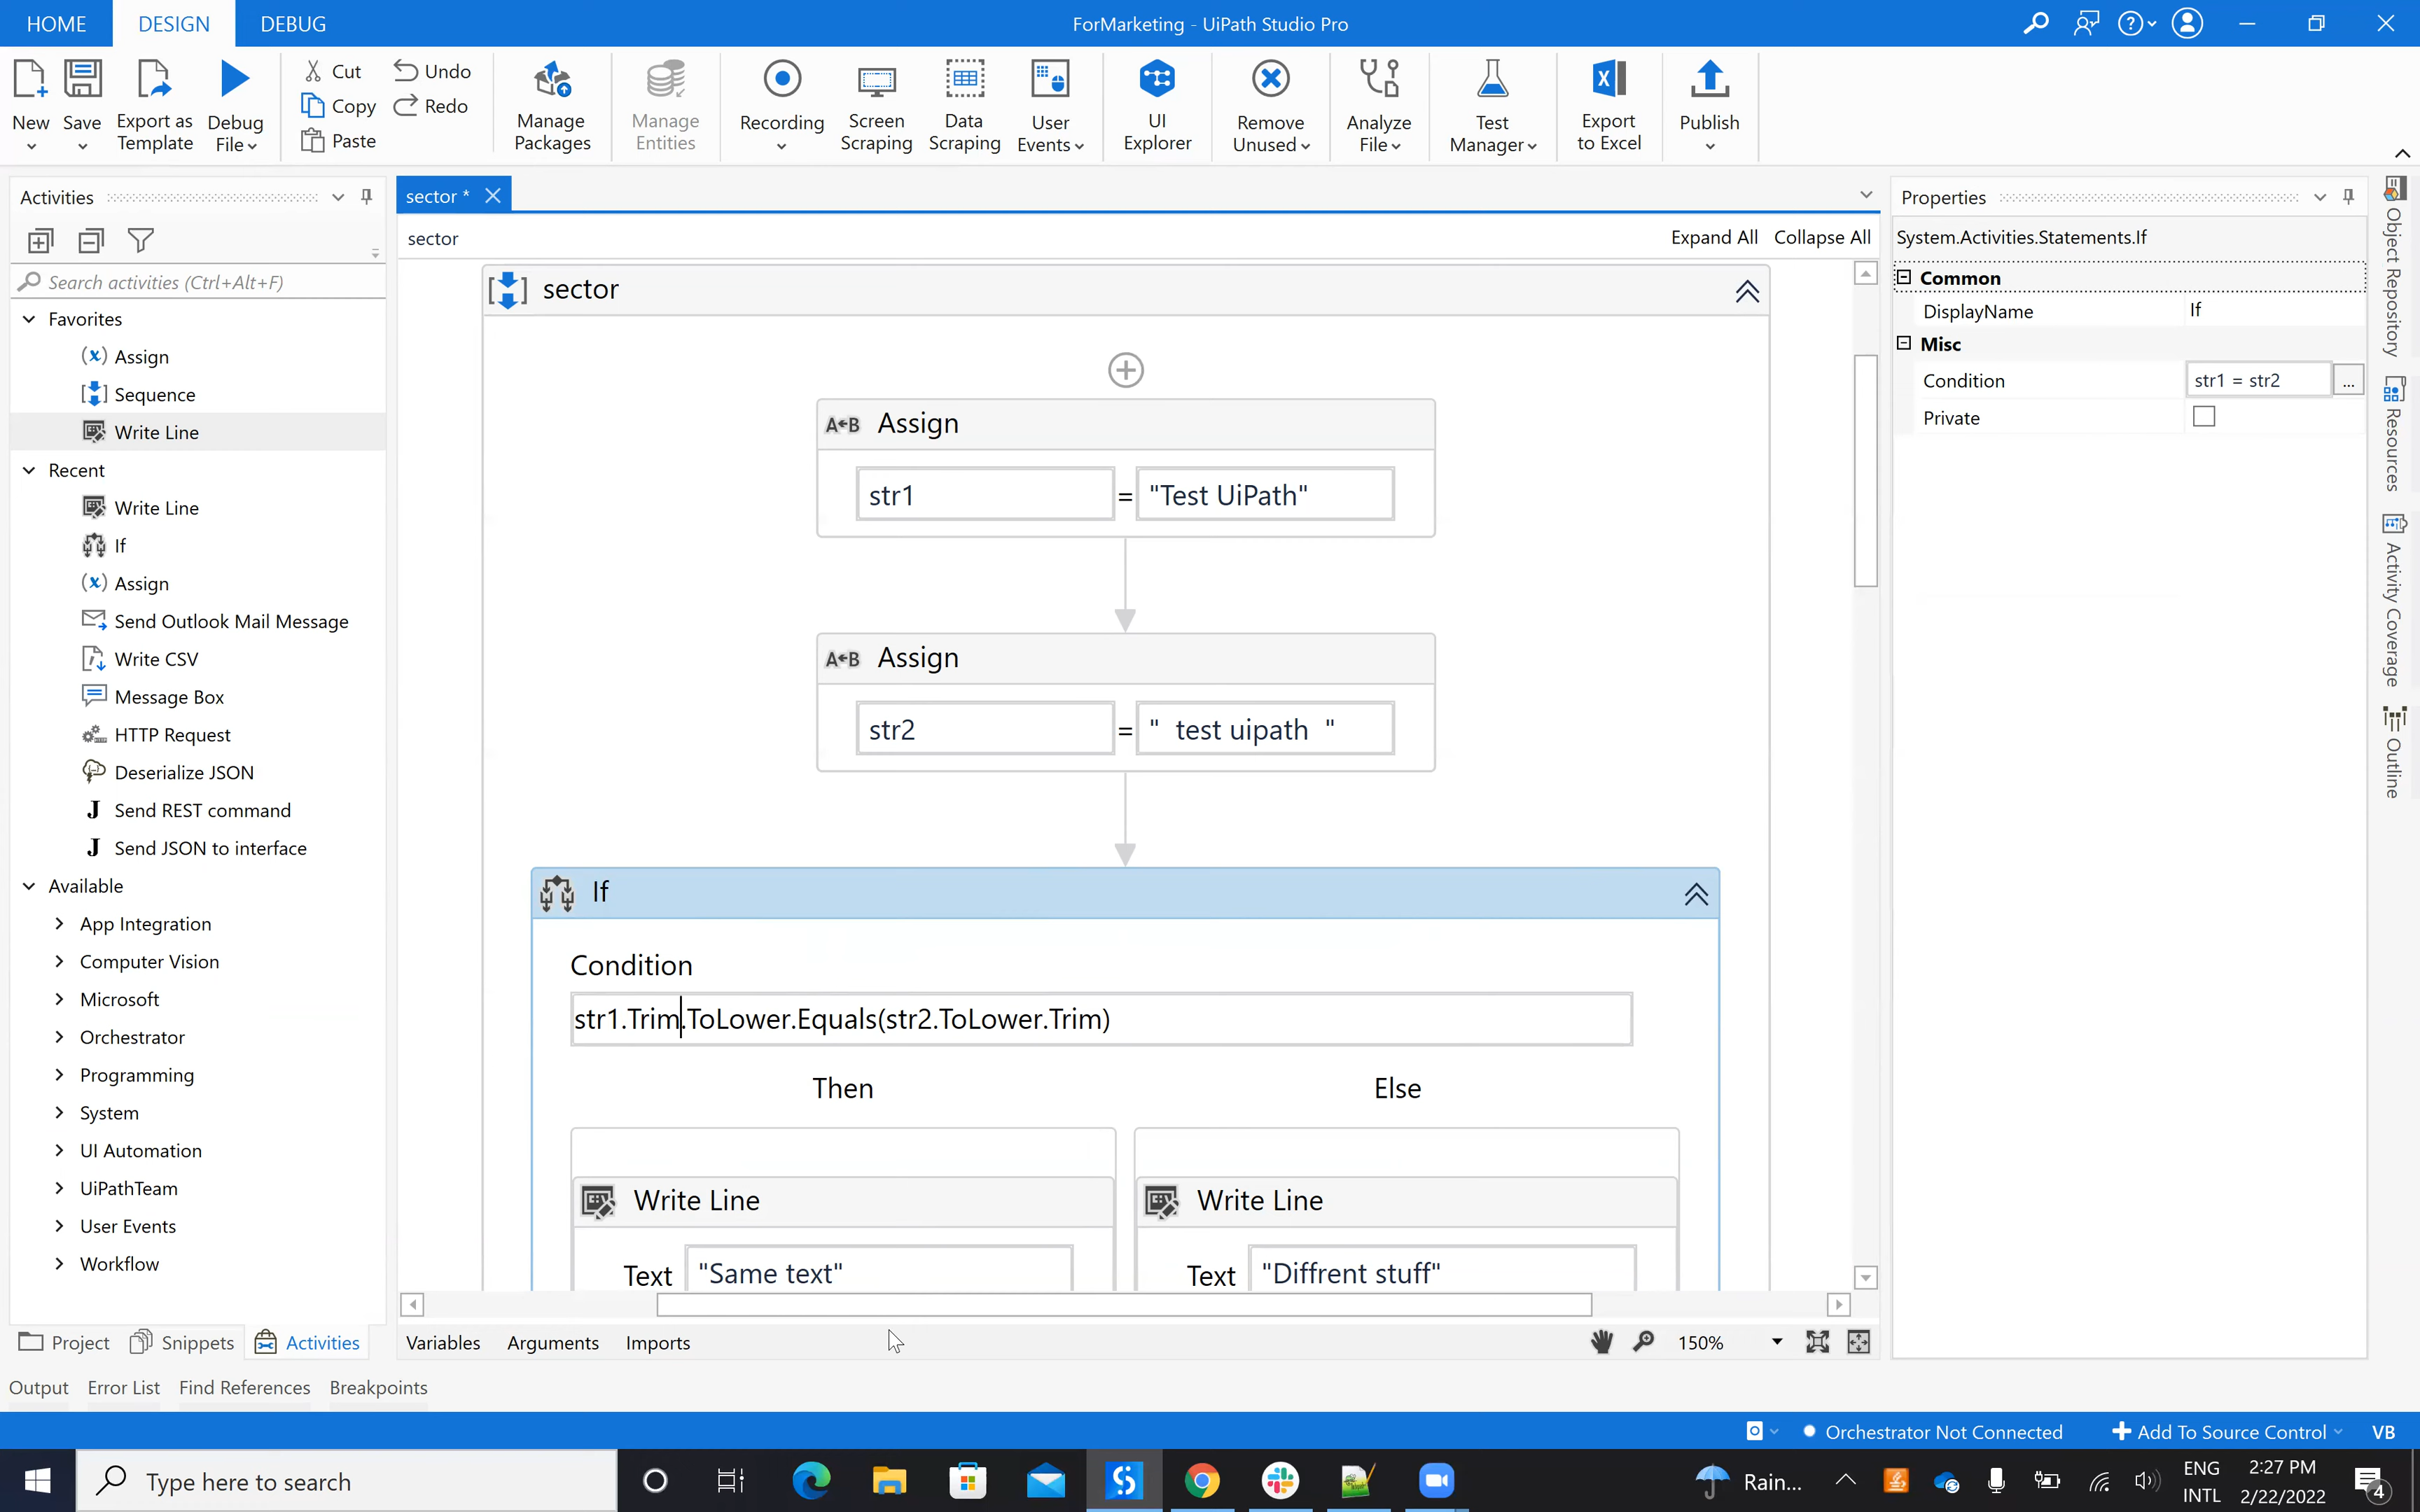 HOME DESIGN DEBUG ForMarketing - UiPath Studio Pro
New Save Export as Template Debug File Cut Copy Paste Undo Redo Manage Packages Manage Entities Recording Screen Scraping Data Scraping User Events UI Explorer Remove Unused Analyze File Test Manager Export to Excel Publish
Activities
Search activities (Ctrl+Alt+F)
Favorites
Assign
Sequence
Write Line
Recent
Write Line
If
Assign
Send Outlook Mail Message
Write CSV
Message Box
HTTP Request
Deserialize JSON
J Send REST command
J Send JSON to interface
Available
App Integration
Computer Vision
Microsoft
Orchestrator
Programming
System
UI Automation
UiPathTeam
User Events
Workflow
Project Snippets Activities
sector *
sector Expand All Collapse All
sector
A B Assign
str1 = "Test UiPath"
A B Assign
str2 = "  test uipath  "
If
Condition
str1.Trim.ToLower.Equals(str2.ToLower.Trim)
Then Else
Write Line Write Line
Text "Same text" Text "Diffrent stuff"
Variables Arguments Imports 150%
Properties
System.Activities.Statements.If
Common
DisplayName If
Misc
Condition str1 = str2 ...
Private
Object Repository
Resources
Activity Coverage
Outline
Output Error List Find References Breakpoints
Orchestrator Not Connected Add To Source Control VB
Type here to search Rain... ENG INTL 2:27 PM 2/22/2022 4